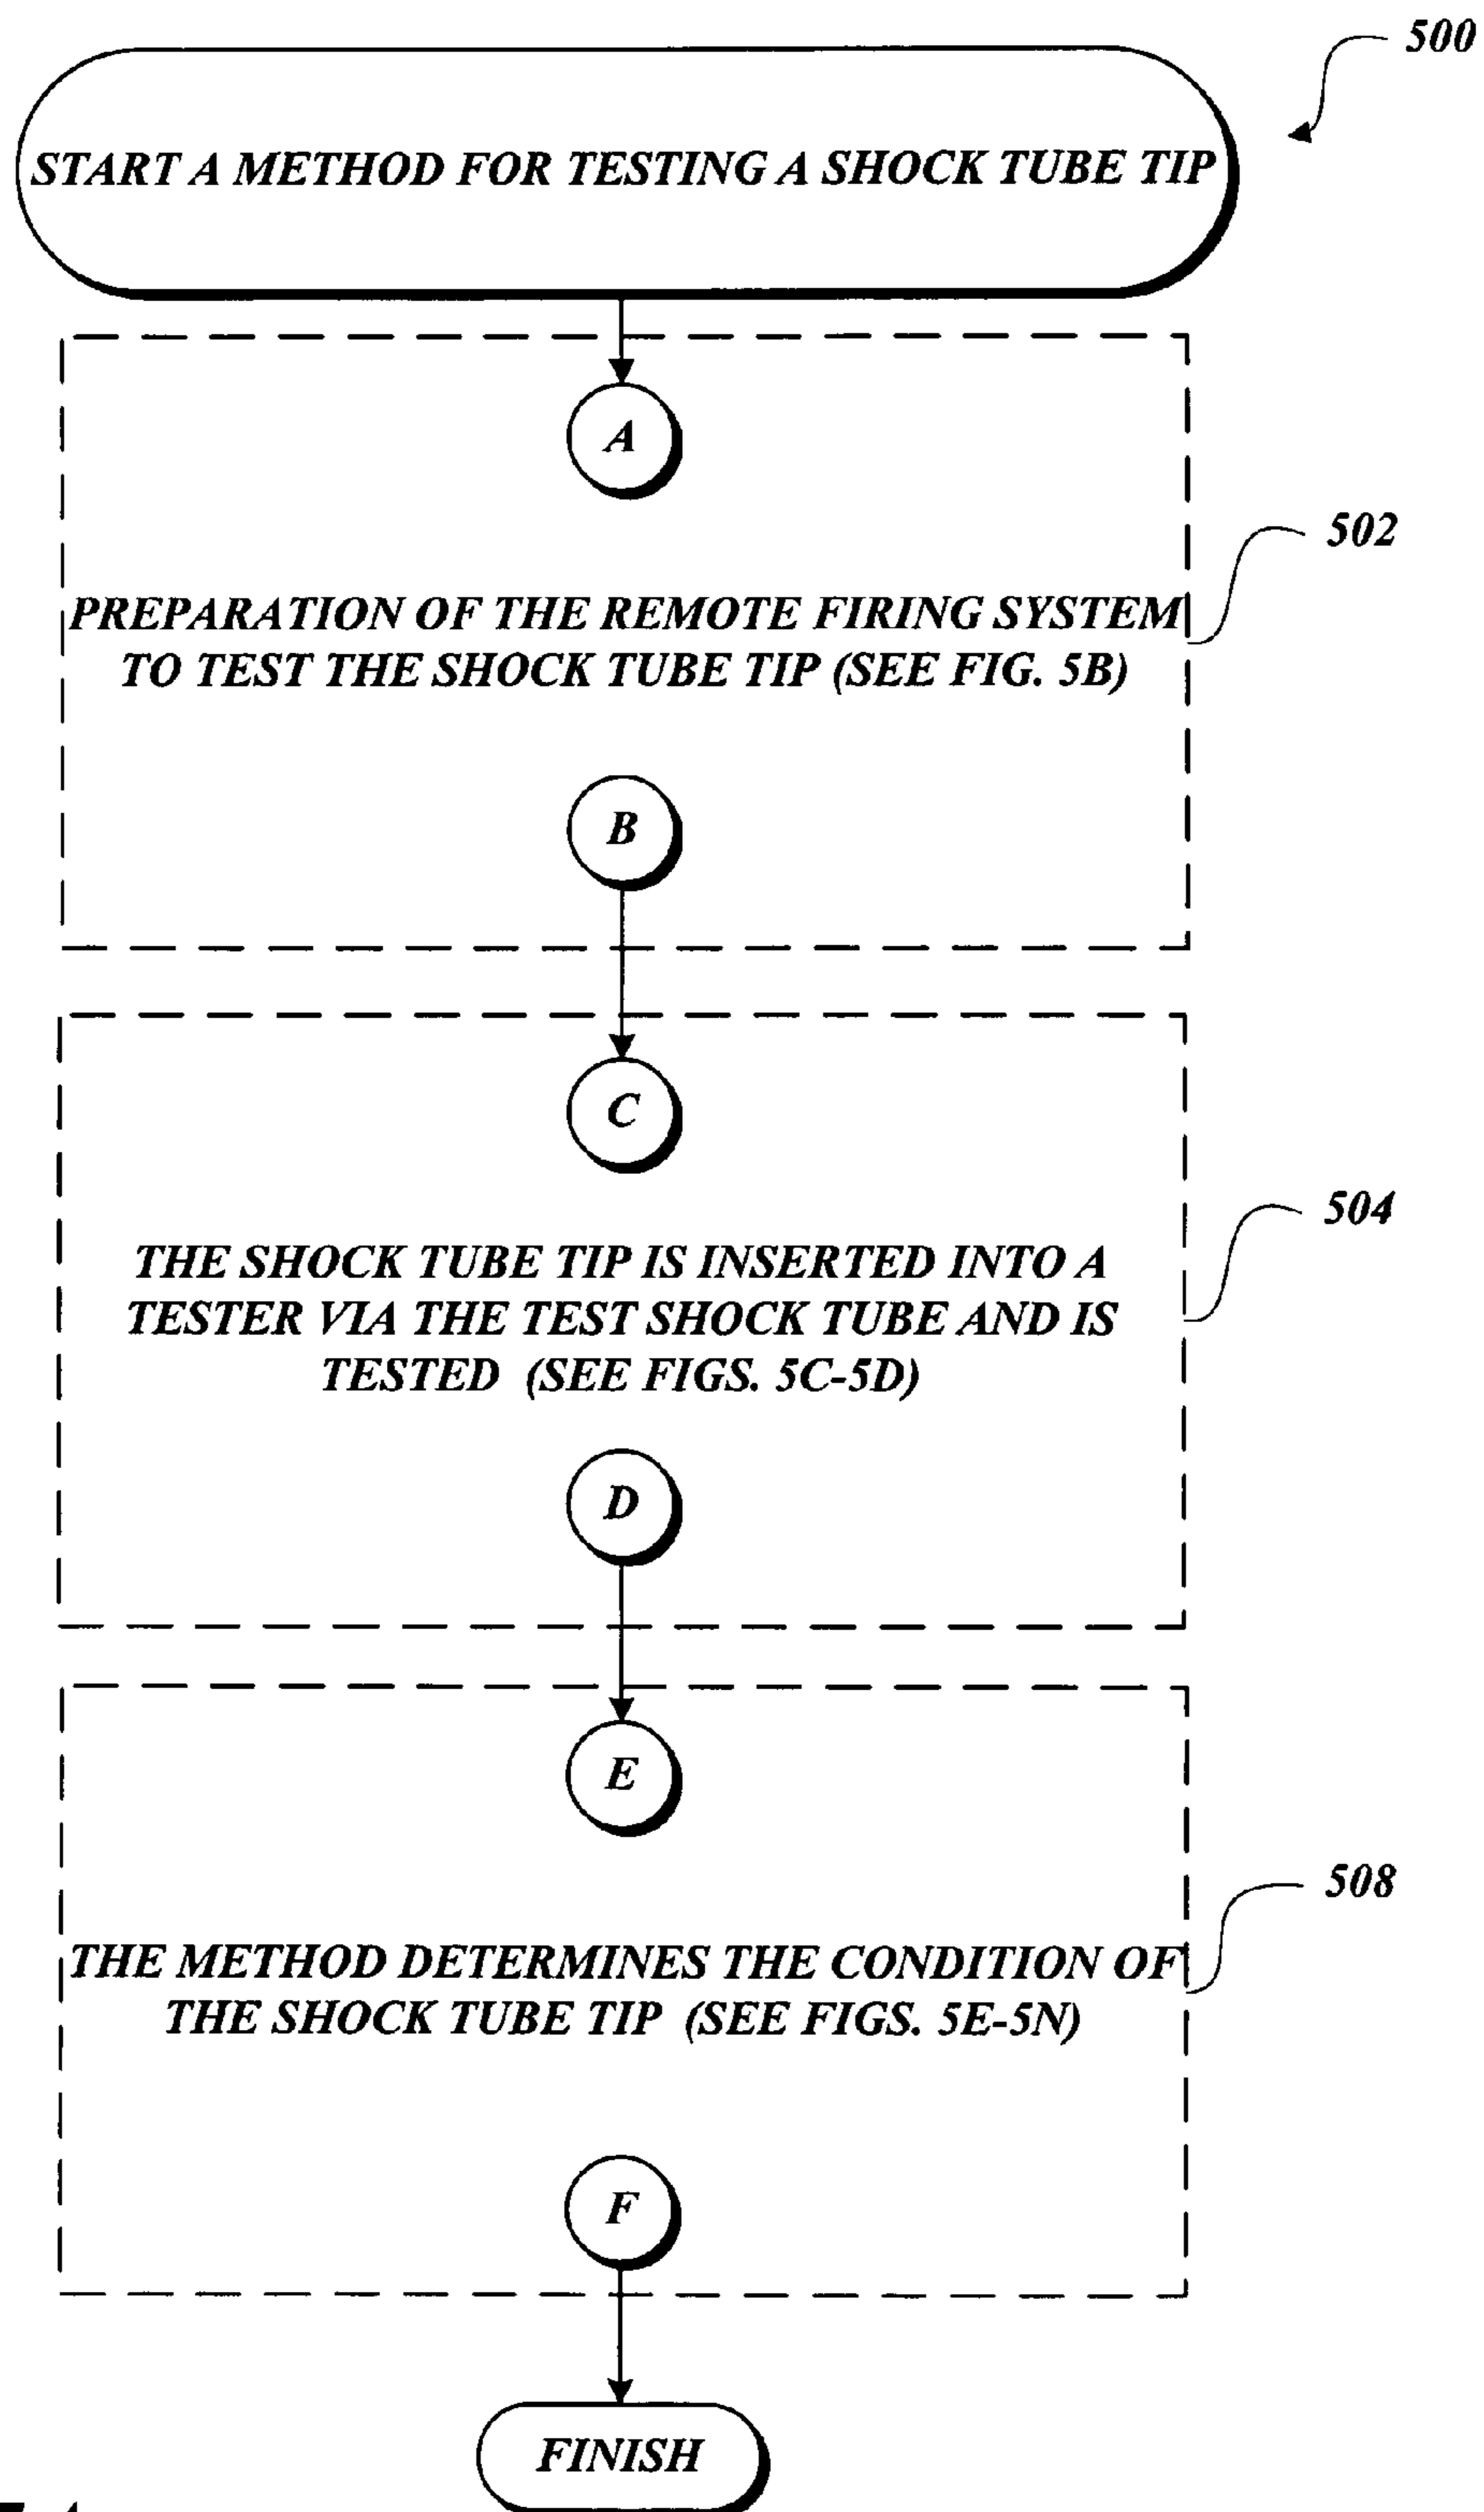 500
START A METHOD FOR TESTING A SHOCK TUBE TIP
A
502
PREPARATION OF THE REMOTE FIRING SYSTEM
TO TEST THE SHOCK TUBE TIP (SEE FIG. 5B)
B
C
504
THE SHOCK TUBE TIP IS INSERTED INTO A
TESTER VIA THE TEST SHOCK TUBE AND IS
TESTED (SEE FIGS. 5C-5D)
D
E
508
THE METHOD DETERMINES THE CONDITION OF
THE SHOCK TUBE TIP (SEE FIGS. 5E-5N)
F
FINISH